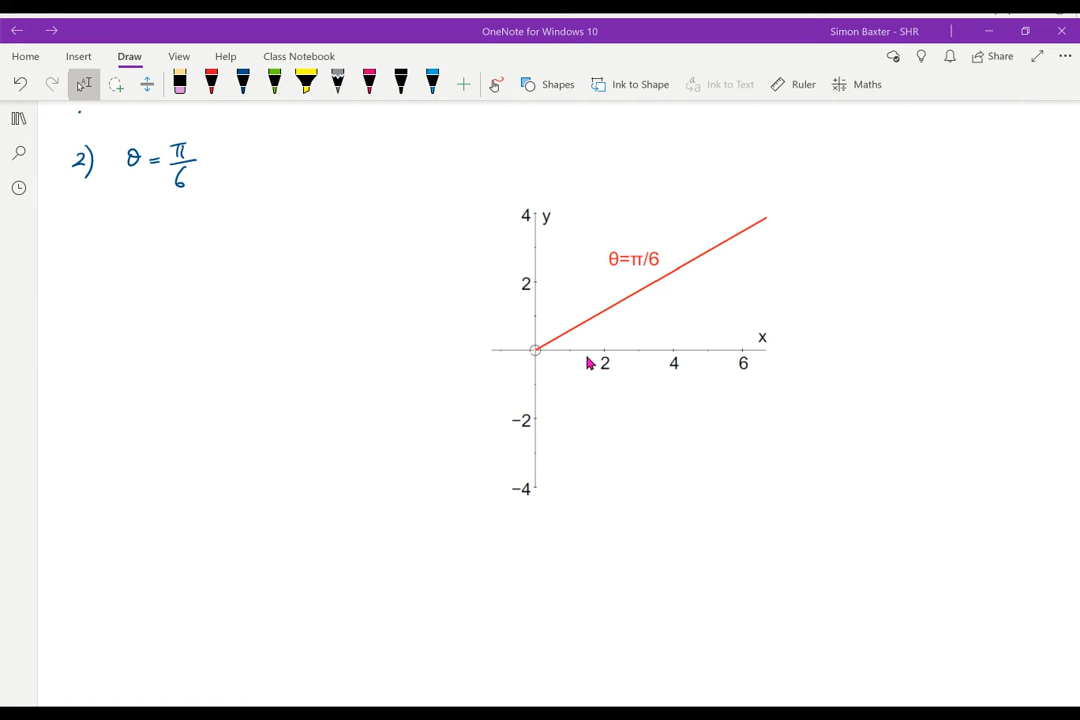 OneNote for Windows 10
Simon Baxter - SHR
Home Insert Draw View Help Class Notebook
Share
Shapes Ink to Shape Ink to Text Ruler Maths
2) θ = π/6
4 y
θ=π/6
2
x
2 4 6
−2
−4